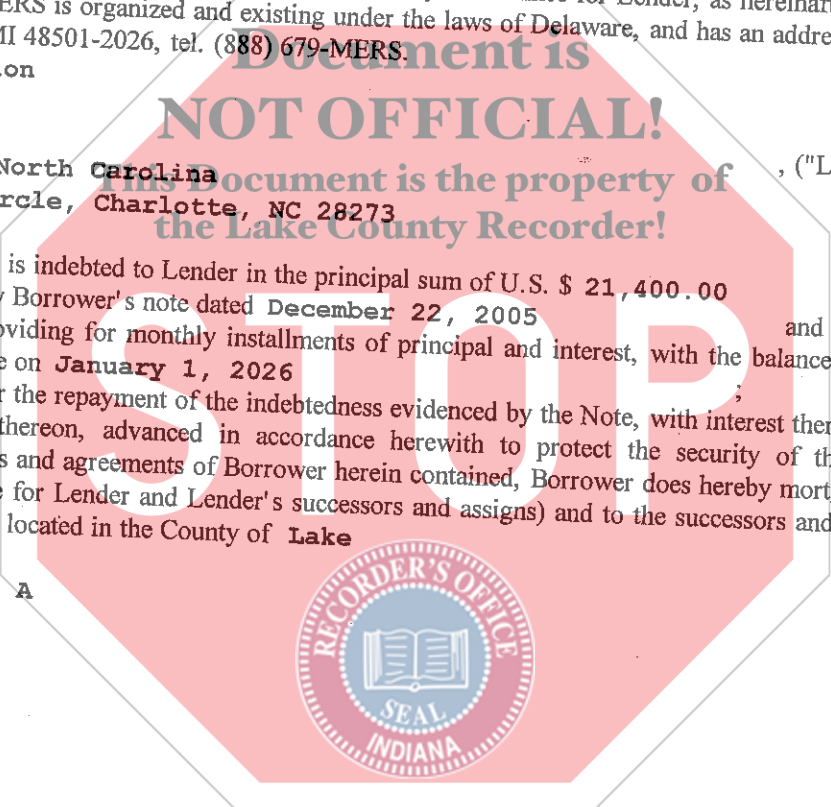 ERS is organized and existing under the laws of Delaware, and has an addre
MI 48501-2026, tel. (888) 679-MERS.
Document is
on
NOT OFFICIAL!
North Carolina , ("L
This Document is the property of
rcle, Charlotte, NC 28273
the Lake County Recorder!
is indebted to Lender in the principal sum of U.S. $ 21,400.00
Borrower's note dated December 22, 2005 and
oviding for monthly installments of principal and interest, with the balance
e on January 1, 2026 ;
r the repayment of the indebtedness evidenced by the Note, with interest ther
thereon, advanced in accordance herewith to protect the security of th
s and agreements of Borrower herein contained, Borrower does hereby mort
e for Lender and Lender's successors and assigns) and to the successors and
located in the County of Lake
STOP
A
RECORDER'S OFFICE
SEAL
INDIANA